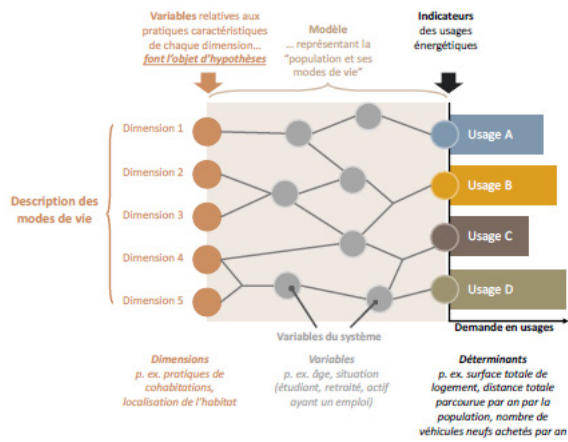 Variables relatives aux
pratiques caractéristiques
de chaque dimension…
font l'objet d'hypothèses
Modèle
… représentant la
"population et ses
modes de vie"
Indicateurs
des usages
énergétiques
Description des
modes de vie
Dimension 1
Dimension 2
Dimension 3
Dimension 4
Dimension 5
Usage A
Usage B
Usage C
Usage D
Variables du système
Demande en usages
Dimensions
p. ex. pratiques de
cohabitations,
localisation de l'habitat
Variables
p. ex. âge, situation
(étudiant, retraité, actif
ayant un emploi)
Déterminants
p. ex. surface totale de
logement, distance totale
parcourue par an par la
population, nombre de
véhicules neufs achetés par an